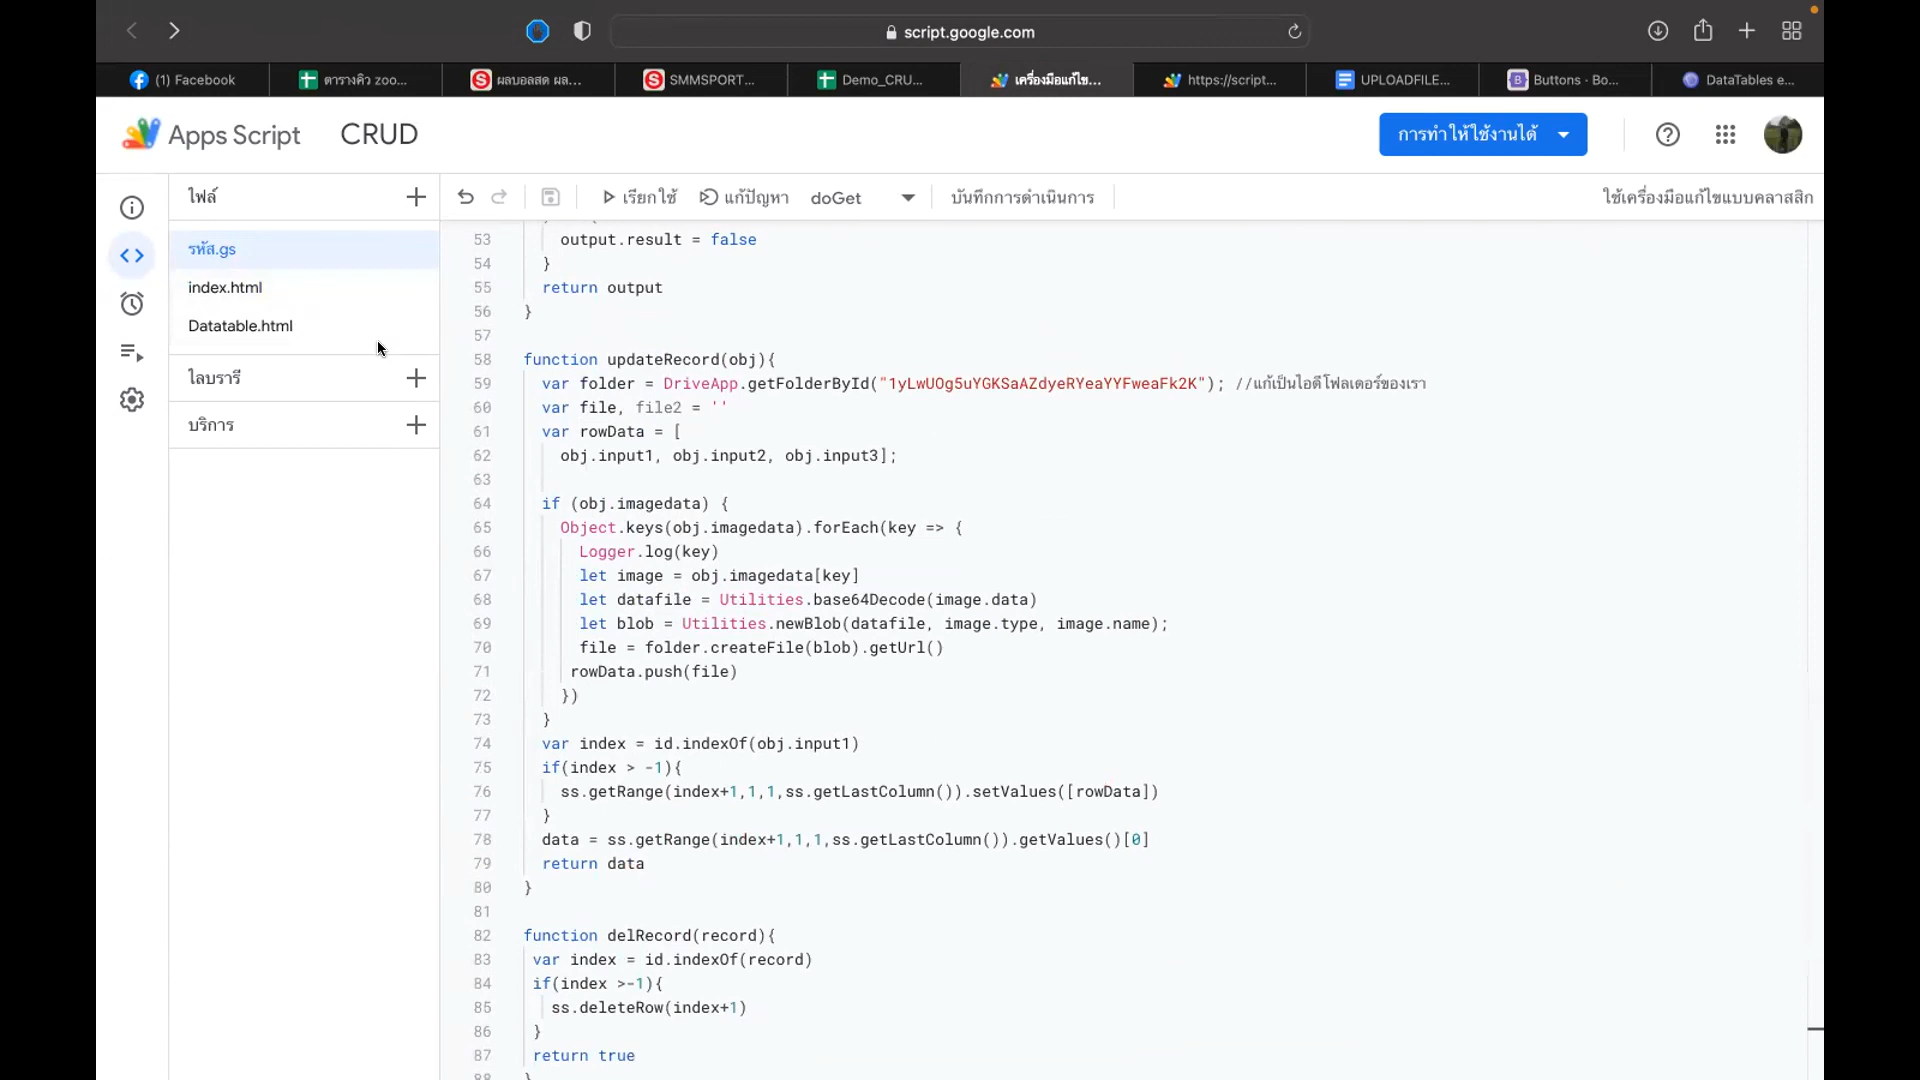 script.google.com
(1) Facebook
ตารางคิว zoo...
ผลบอลสด ผล...
SMMSPORT...
Demo_CRU...
เครื่องมือแก้ไข...
https://script...
UPLOADFILE...
Buttons · Bo...
DataTables e...
Apps Script
CRUD
การทำให้ใช้งานได้
ไฟล์
เรียกใช้
แก้ปัญหา
doGet
บันทึกการดำเนินการ
ใช้เครื่องมือแก้ไขแบบคลาสสิก
รหัส.gs
index.html
Datatable.html
ไลบรารี
บริการ
53 output.result = false
54 }
55 return output
56 }
57
58 function updateRecord(obj){
59 var folder = DriveApp.getFolderById("1yLwUOg5uYGKSaAZdyeRYeaYYFweaFk2K"); //แก้เป็นไอดีโฟลเดอร์ของเรา
60 var file, file2 = ''
61 var rowData = [
62 obj.input1, obj.input2, obj.input3];
63
64 if (obj.imagedata) {
65 Object.keys(obj.imagedata).forEach(key => {
66 Logger.log(key)
67 let image = obj.imagedata[key]
68 let datafile = Utilities.base64Decode(image.data)
69 let blob = Utilities.newBlob(datafile, image.type, image.name);
70 file = folder.createFile(blob).getUrl()
71 rowData.push(file)
72 })
73 }
74 var index = id.indexOf(obj.input1)
75 if(index > -1){
76 ss.getRange(index+1,1,1,ss.getLastColumn()).setValues([rowData])
77 }
78 data = ss.getRange(index+1,1,1,ss.getLastColumn()).getValues()[0]
79 return data
80 }
81
82 function delRecord(record){
83 var index = id.indexOf(record)
84 if(index >-1){
85 ss.deleteRow(index+1)
86 }
87 return true
88 }